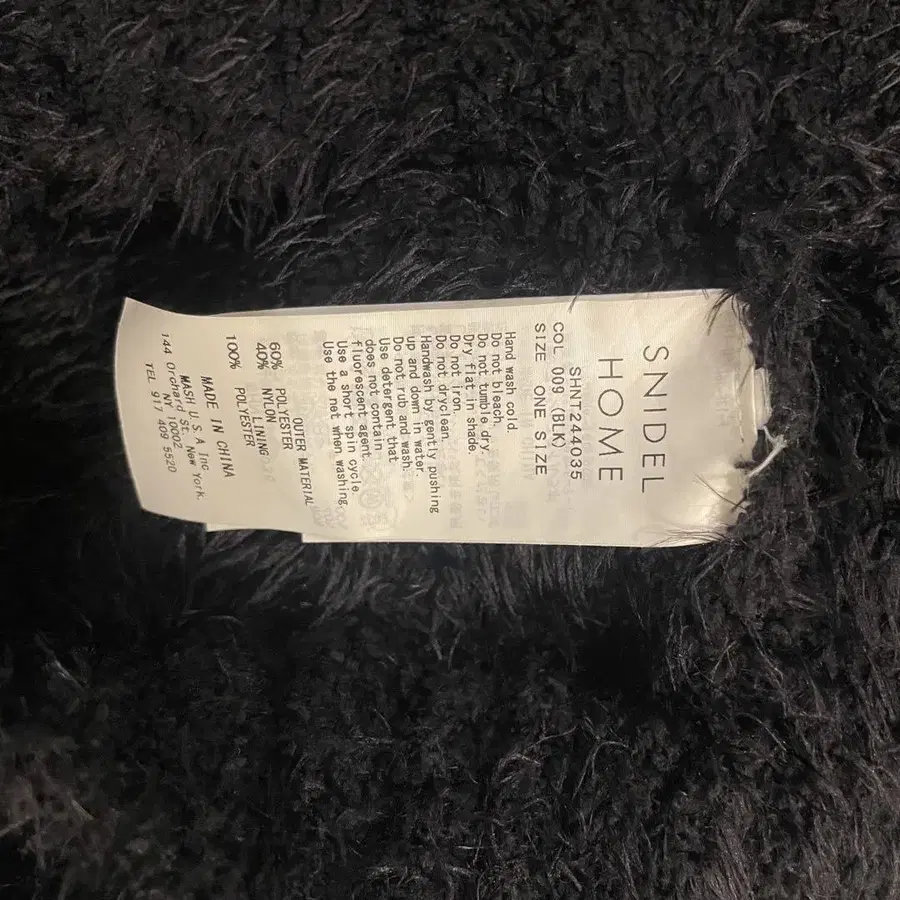 SNIDEL
HOME
SHNT244035
COL 009 (BLK)
SIZE ONE SIZE
Hand wash cold.
Do not bleach.
Do not tumble dry.
Dry flat in shade.
Do not iron.
Do not dryclean.
Handwash by gently pushing
up and down in water.
Do not rub and wash.
Use detergent that
does not contain
fluorescent agent.
Use a short spin cycle
Use the net when washing.
OUTER MATERIAL
60% POLYESTER
40% NYLON
LINING
100% POLYESTER
MADE IN CHINA
MASH U.S.A Inc.
144 Orchard St. New York,
NY 10002
TEL 917 409 5520